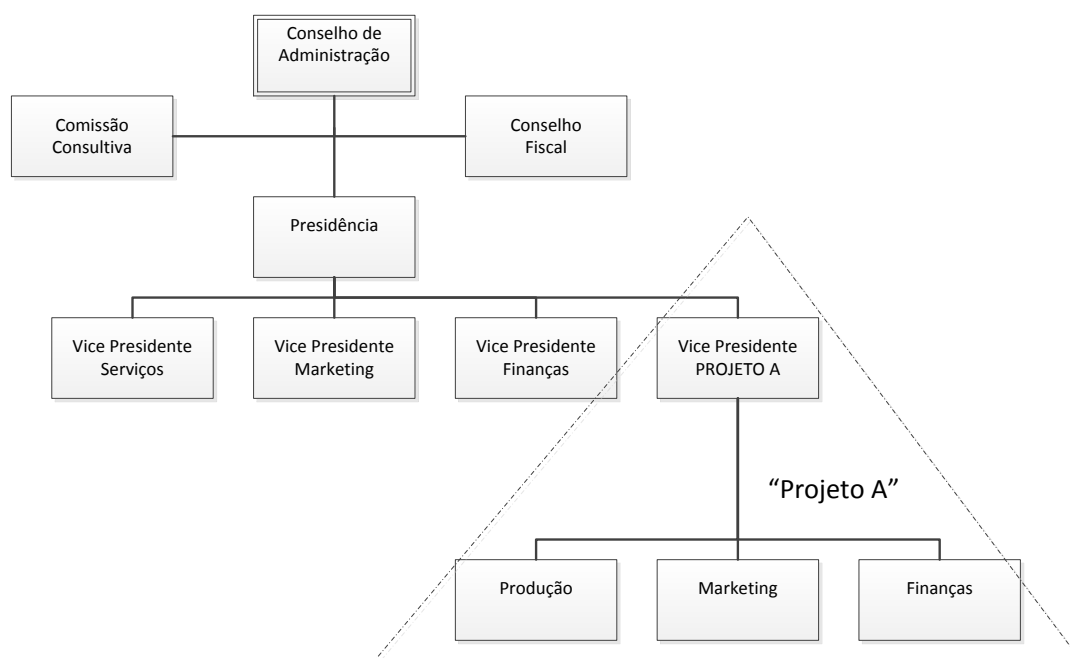 Conselho de
Administração
Comissão
Consultiva
Conselho
Fiscal
Presidência
Vice Presidente
Serviços
Vice Presidente
Marketing
Vice Presidente
Finanças
Vice Presidente
PROJETO A
“Projeto A”
Produção
Marketing
Finanças